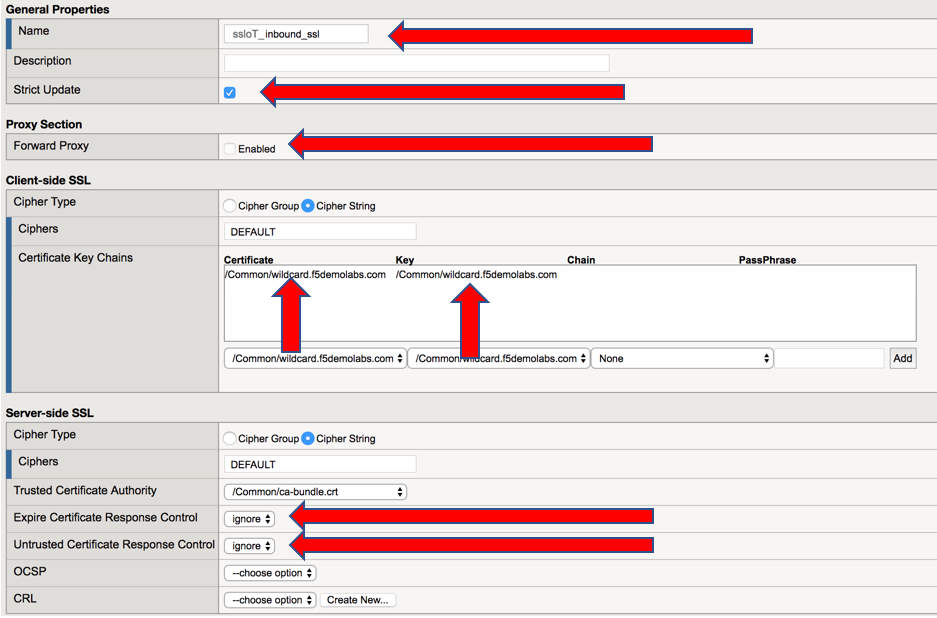 General Properties
Name ssloT_inbound_ssl
Description
Strict Update
Proxy Section
Forward Proxy Enabled
Client-side SSL
Cipher Type Cipher Group Cipher String
Ciphers DEFAULT
Certificate Key Chains Certificate Key Chain PassPhrase
/Common/wildcard.f5demolabs.com /Common/wildcard.f5demolabs.com
/Common/wildcard.f5demolabs.com /Common/wildcard.f5demolabs.com None Add
Server-side SSL
Cipher Type Cipher Group Cipher String
Ciphers DEFAULT
Trusted Certificate Authority /Common/ca-bundle.crt
Expire Certificate Response Control ignore
Untrusted Certificate Response Control ignore
OCSP --choose option
CRL --choose option Create New...